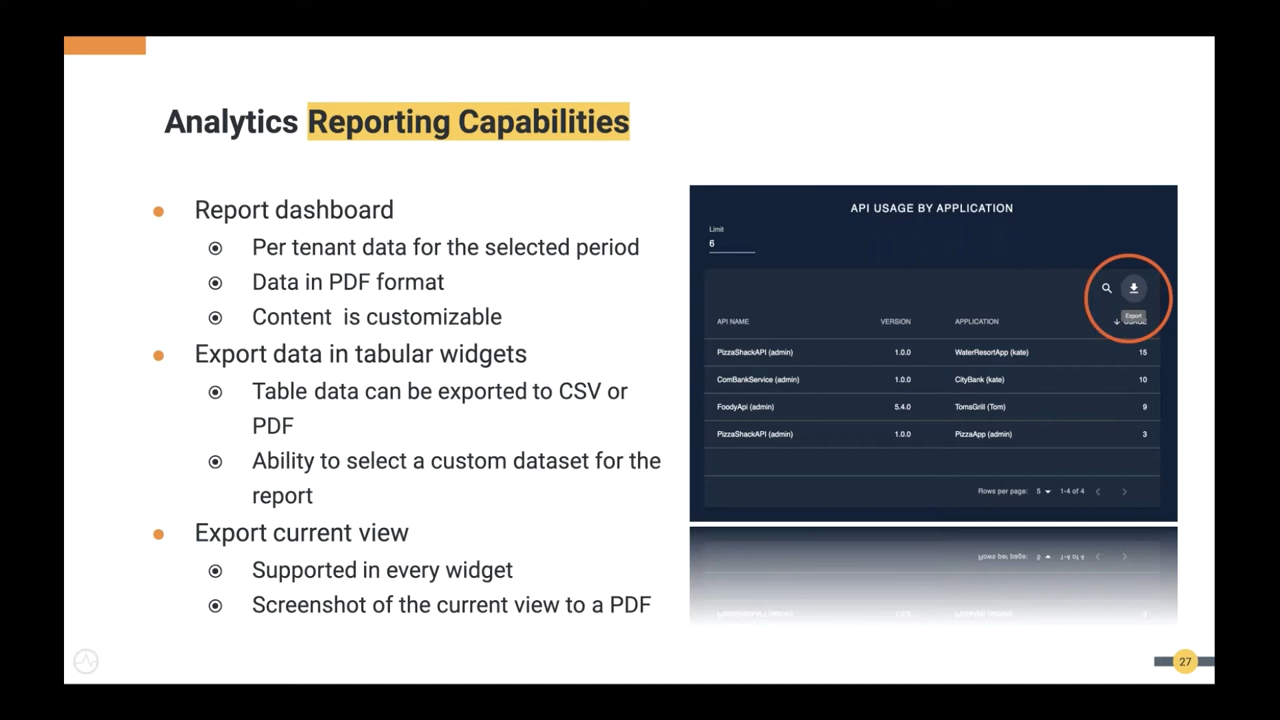 Analytics Reporting Capabilities
Report dashboard
Per tenant data for the selected period
Data in PDF format
Content is customizable
Export data in tabular widgets
Table data can be exported to CSV or
PDF
Ability to select a custom dataset for the
report
Export current view
Supported in every widget
Screenshot of the current view to a PDF
API USAGE BY APPLICATION
Limit
6
Export
API NAME VERSION APPLICATION USAGE
PizzaShackAPI (admin) 1.0.0 WaterResortApp (kate) 15
ComBankService (admin) 1.0.0 CityBank (kate) 10
FoodyApi (admin) 5.4.0 TomsGrill (Tom) 9
PizzaShackAPI (admin) 1.0.0 PizzaApp (admin) 3
Rows per page: 5 1-4 of 4
27